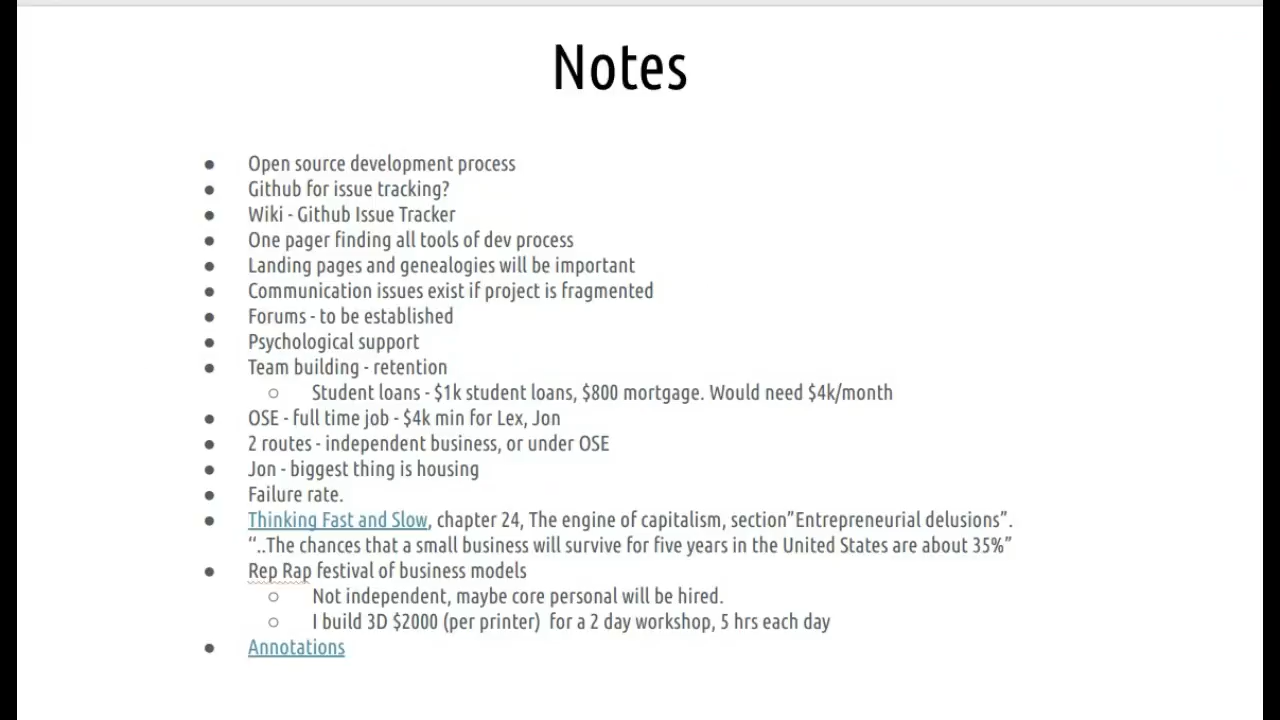 Notes
● Open source development process
● Github for issue tracking?
● Wiki - Github Issue Tracker
● One pager finding all tools of dev process
● Landing pages and genealogies will be important
● Communication issues exist if project is fragmented
● Forums - to be established
● Psychological support
● Team building - retention
○ Student loans - $1k student loans, $800 mortgage. Would need $4k/month
● OSE - full time job - $4k min for Lex, Jon
● 2 routes - independent business, or under OSE
● Jon - biggest thing is housing
● Failure rate.
● Thinking Fast and Slow, chapter 24, The engine of capitalism, section”Entrepreneurial delusions”.
“..The chances that a small business will survive for five years in the United States are about 35%”
● Rep Rap festival of business models
○ Not independent, maybe core personal will be hired.
○ I build 3D $2000 (per printer)  for a 2 day workshop, 5 hrs each day
● Annotations